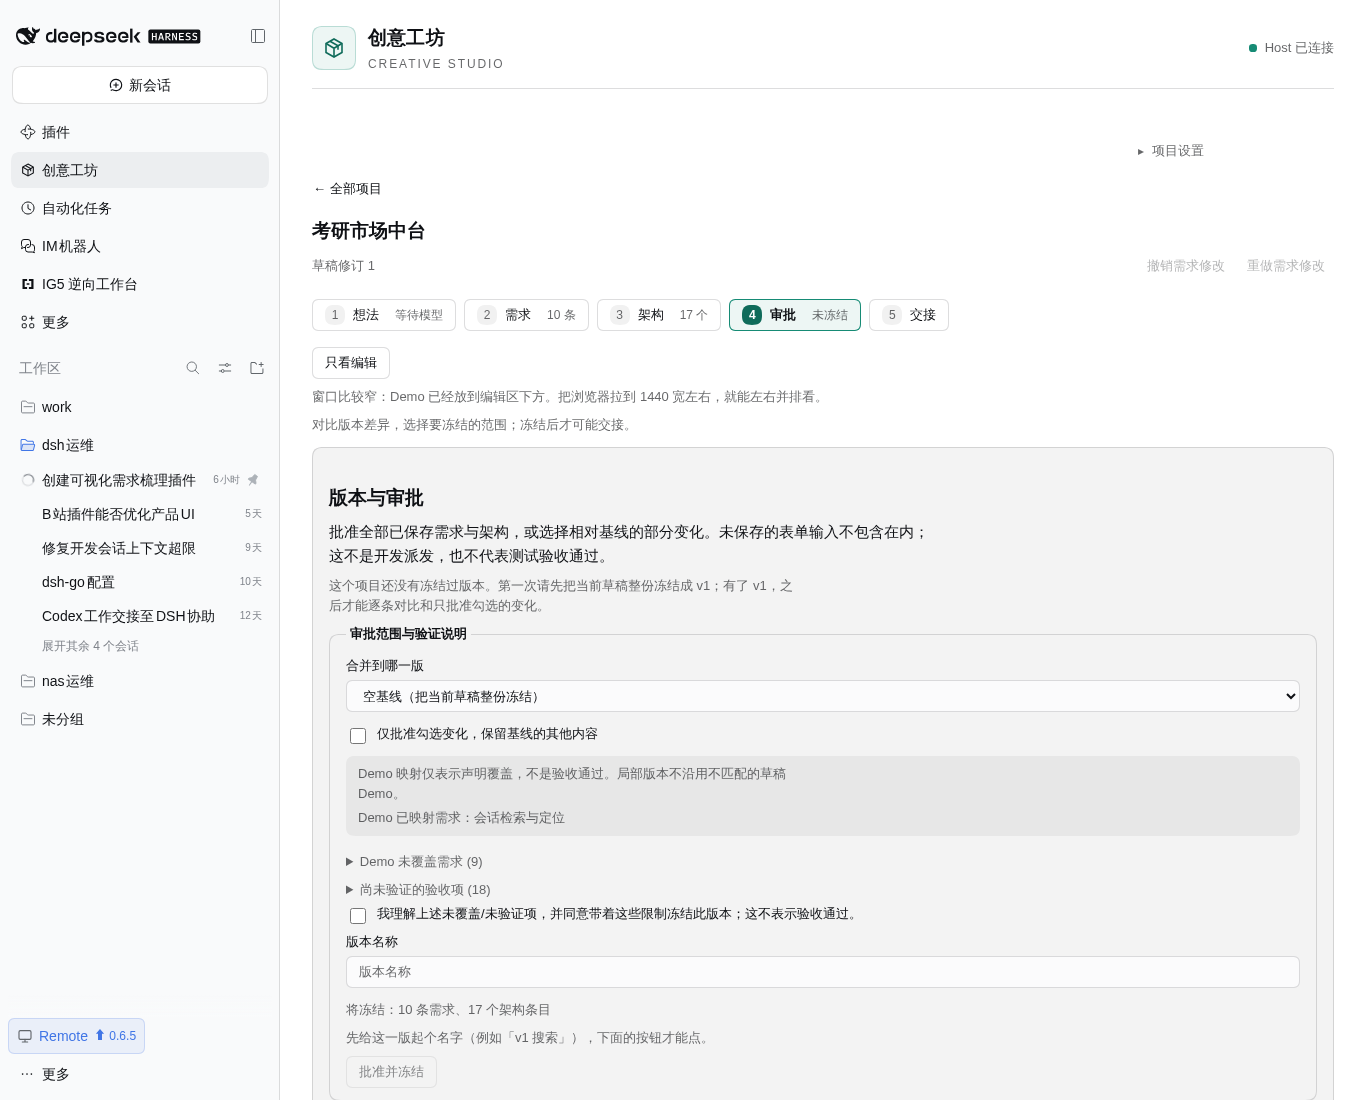 deepseek HARNESS
新会话
插件
创意工坊
自动化任务
IM机器人
IG5 逆向工作台
更多
工作区
work
dsh运维
创建可视化需求梳理插件 6小时
B站插件能否优化产品UI 5天
修复开发会话上下文超限 9天
dsh-go配置 10天
Codex工作交接至DSH协助 12天
展开其余 4 个会话
nas运维
未分组
Remote 0.6.5
更多
创意工坊
CREATIVE STUDIO
Host 已连接
▸ 项目设置
← 全部项目
考研市场中台
草稿修订 1
撤销需求修改 重做需求修改
1 想法 等待模型 2 需求 10 条 3 架构 17 个 4 审批 未冻结 5 交接
只看编辑
窗口比较窄：Demo 已经放到编辑区下方。把浏览器拉到 1440 宽左右，就能左右并排看。
对比版本差异，选择要冻结的范围；冻结后才可能交接。
版本与审批
批准全部已保存需求与架构，或选择相对基线的部分变化。未保存的表单输入不包含在内；
这不是开发派发，也不代表测试验收通过。
这个项目还没有冻结过版本。第一次请先把当前草稿整份冻结成 v1；有了 v1，之
后才能逐条对比和只批准勾选的变化。
审批范围与验证说明
合并到哪一版
空基线（把当前草稿整份冻结）
仅批准勾选变化，保留基线的其他内容
Demo 映射仅表示声明覆盖，不是验收通过。局部版本不沿用不匹配的草稿
Demo。
Demo 已映射需求：会话检索与定位
▶ Demo 未覆盖需求 (9)
▶ 尚未验证的验收项 (18)
我理解上述未覆盖/未验证项，并同意带着这些限制冻结此版本；这不表示验收通过。
版本名称
版本名称
将冻结：10 条需求、17 个架构条目
先给这一版起个名字（例如「v1 搜索」），下面的按钮才能点。
批准并冻结